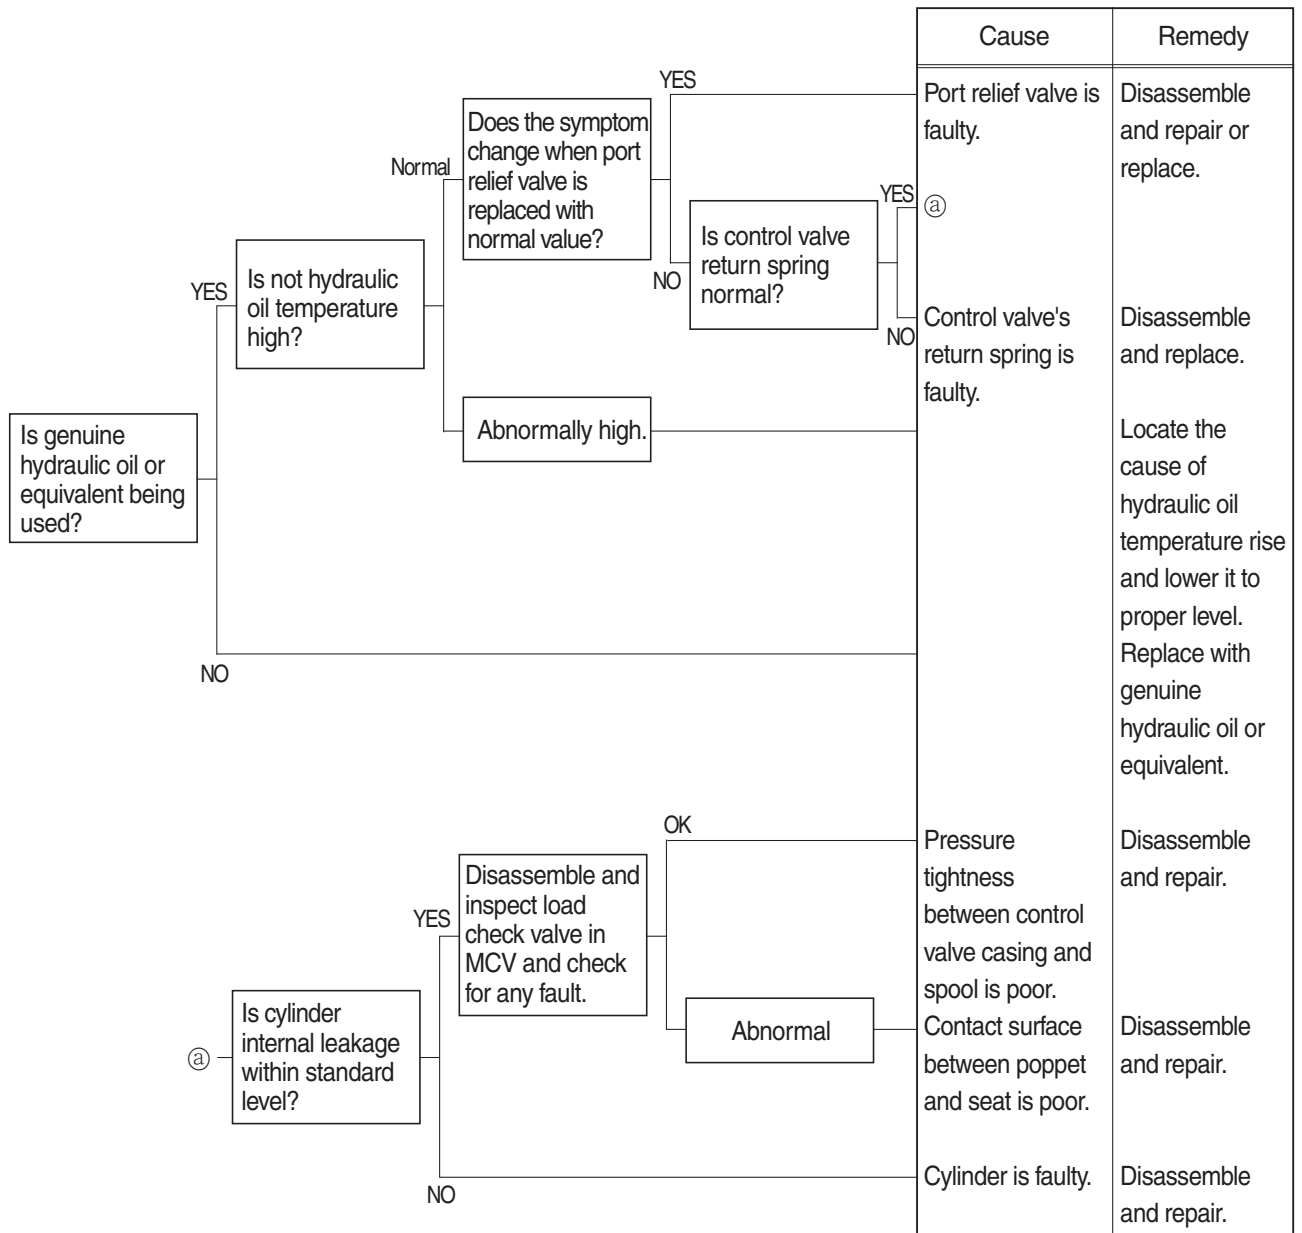 Cause
Remedy
YES
Port relief valve is
faulty.
Disassemble
and repair or
replace.
Does the symptom
change when port
relief valve is
replaced with
normal value?
Normal
YES
ⓐ
Is control valve
return spring
normal?
NO
Is not hydraulic
oil temperature
high?
YES
NO
Control valve's
return spring is
faulty.
Disassemble
and replace.
Abnormally high.
Locate the
cause of
hydraulic oil
temperature rise
and lower it to
proper level.
Is genuine
hydraulic oil or
equivalent being
used?
NO
Replace with
genuine
hydraulic oil or
equivalent.
OK
Pressure
tightness
between control
valve casing and
spool is poor.
Disassemble
and repair.
Disassemble and
inspect load
check valve in
MCV and check
for any fault.
YES
Abnormal
Contact surface
between poppet
and seat is poor.
Disassemble
and repair.
ⓐ
Is cylinder
internal leakage
within standard
level?
NO
Cylinder is faulty.
Disassemble
and repair.